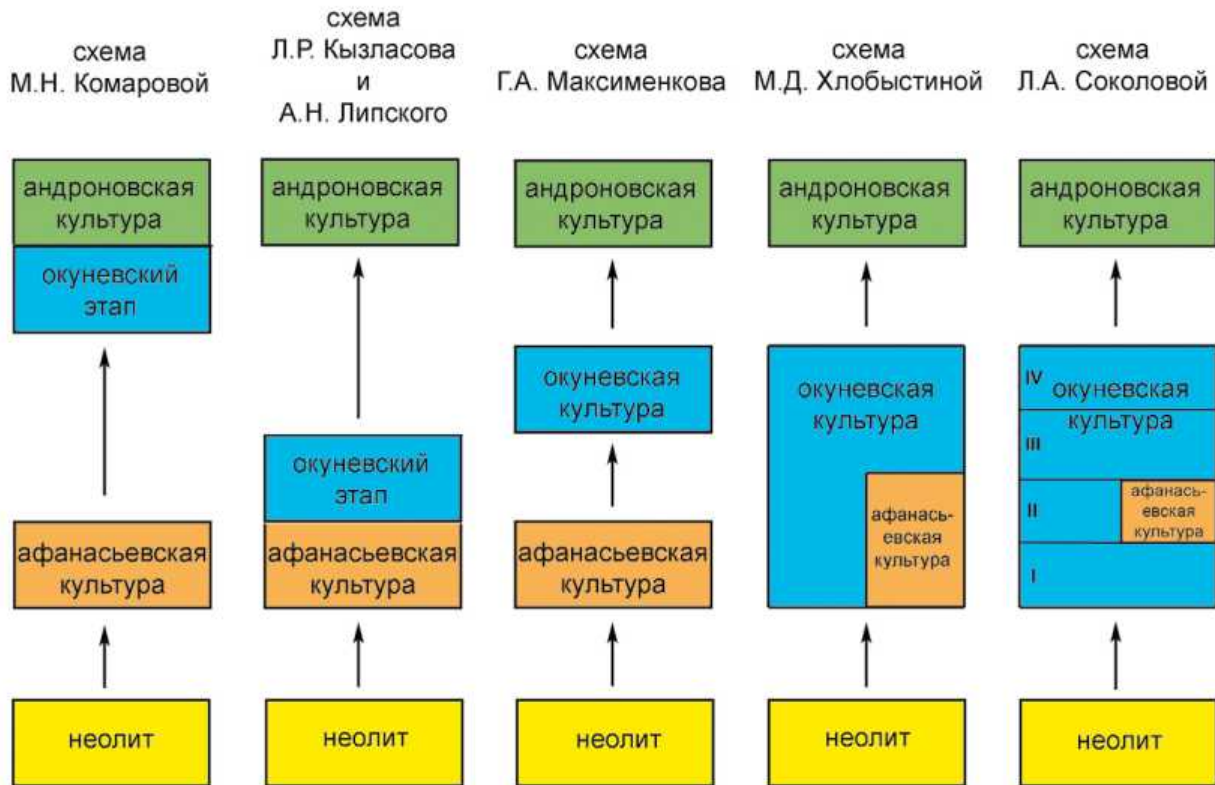 схема
М.Н. Комаровой
андроновская
культура
окуневский
этап
афанасьевская
культура
неолит
схема
Л.Р. Кызласова
и
А.Н. Липского
андроновская
культура
окуневский
этап
афанасьевская
культура
неолит
схема
Г.А. Максименкова
андроновская
культура
окуневская
культура
афанасьевская
культура
неолит
схема
М.Д. Хлобыстиной
андроновская
культура
окуневская
культура
афанась-
евская
культура
неолит
схема
Л.А. Соколовой
андроновская
культура
IV окуневская
культура
III
II
афанась-
евская
культура
I
неолит